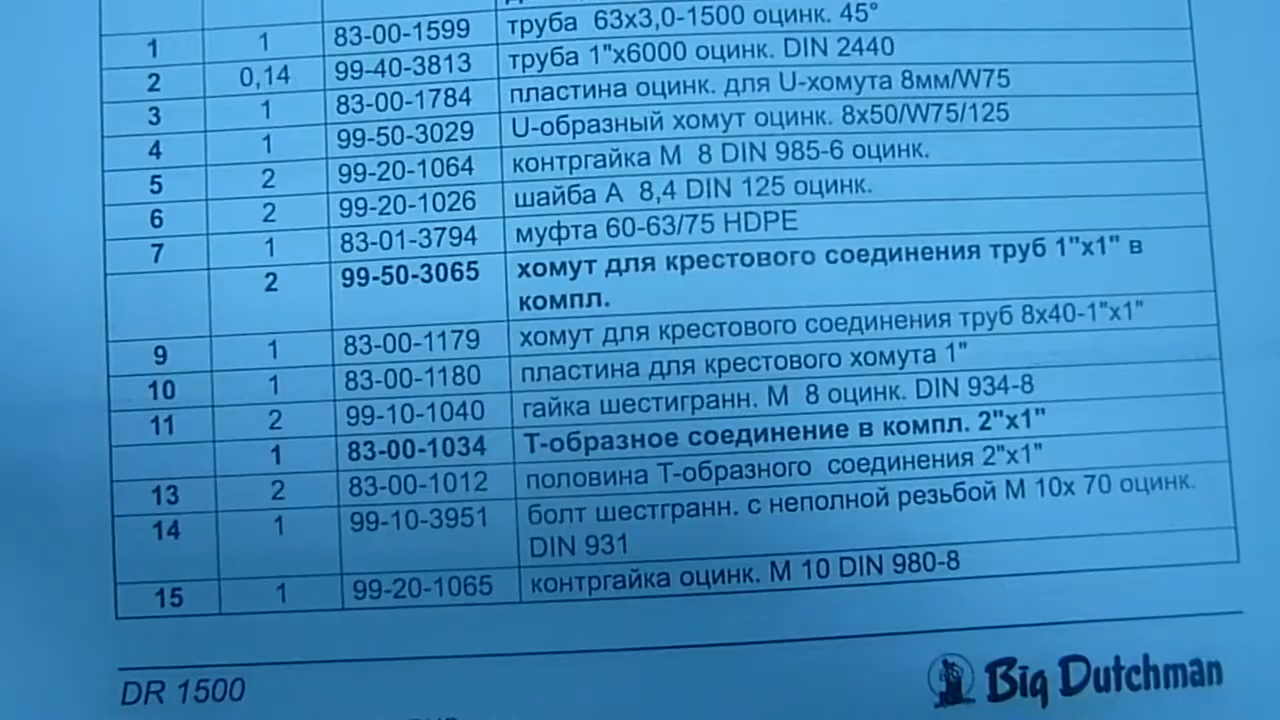 1 1 83-00-1599 труба 63x3,0-1500 оцинк. 45°
2 0,14 99-40-3813 труба 1"x6000 оцинк. DIN 2440
3 1 83-00-1784 пластина оцинк. для U-хомута 8мм/W75
4 1 99-50-3029 U-образный хомут оцинк. 8x50/W75/125
5 2 99-20-1064 контргайка M 8 DIN 985-6 оцинк.
6 2 99-20-1026 шайба A 8,4 DIN 125 оцинк.
7 1 83-01-3794 муфта 60-63/75 HDPE
2 99-50-3065 хомут для крестового соединения труб 1"x1" в
компл.
9 1 83-00-1179 хомут для крестового соединения труб 8x40-1"x1"
10 1 83-00-1180 пластина для крестового хомута 1"
11 2 99-10-1040 гайка шестигранн. M 8 оцинк. DIN 934-8
1 83-00-1034 Т-образное соединение в компл. 2"x1"
13 2 83-00-1012 половина Т-образного соединения 2"x1"
14 1 99-10-3951 болт шестгранн. с неполной резьбой M 10x 70 оцинк.
DIN 931
15 1 99-20-1065 контргайка оцинк. M 10 DIN 980-8
DR 1500
Big Dutchman